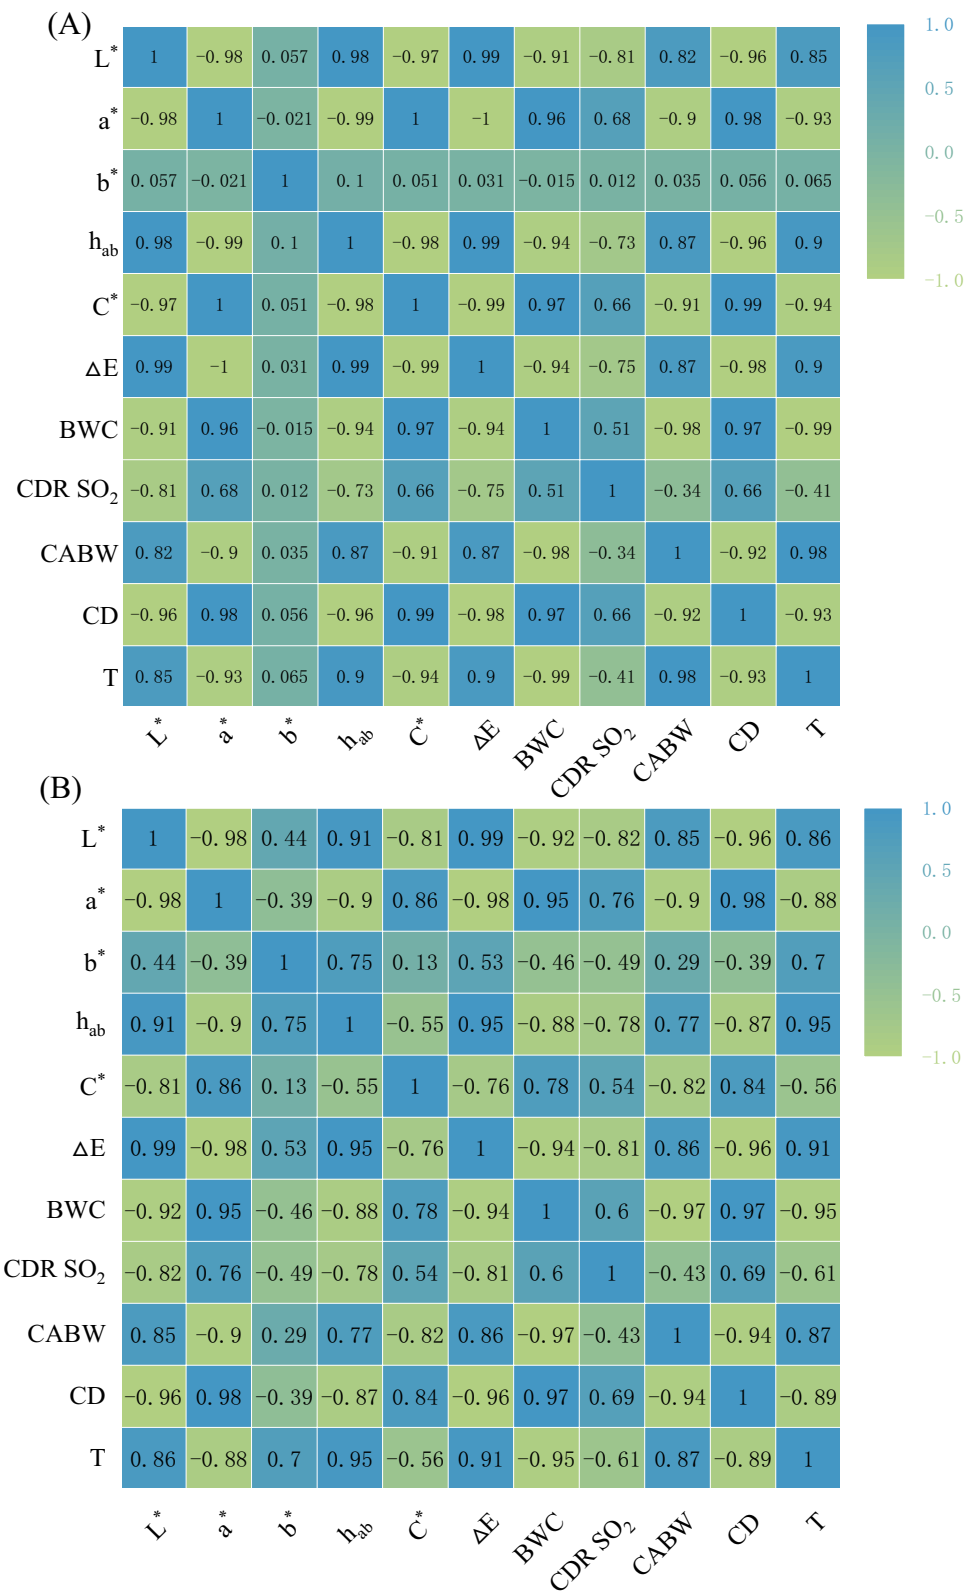 (A)
L* 1 -0.98 0.057 0.98 -0.97 0.99 -0.91 -0.81 0.82 -0.96 0.85
a* -0.98 1 -0.021 -0.99 1 -1 0.96 0.68 -0.9 0.98 -0.93
b* 0.057 -0.021 1 0.1 0.051 0.031 -0.015 0.012 0.035 0.056 0.065
hab 0.98 -0.99 0.1 1 -0.98 0.99 -0.94 -0.73 0.87 -0.96 0.9
C* -0.97 1 0.051 -0.98 1 -0.99 0.97 0.66 -0.91 0.99 -0.94
△E 0.99 -1 0.031 0.99 -0.99 1 -0.94 -0.75 0.87 -0.98 0.9
BWC -0.91 0.96 -0.015 -0.94 0.97 -0.94 1 0.51 -0.98 0.97 -0.99
CDR SO₂ -0.81 0.68 0.012 -0.73 0.66 -0.75 0.51 1 -0.34 0.66 -0.41
CABW 0.82 -0.9 0.035 0.87 -0.91 0.87 -0.98 -0.34 1 -0.92 0.98
CD -0.96 0.98 0.056 -0.96 0.99 -0.98 0.97 0.66 -0.92 1 -0.93
T 0.85 -0.93 0.065 0.9 -0.94 0.9 -0.99 -0.41 0.98 -0.93 1
L* a* b* hab C* ΔE BWC CDR SO₂ CABW CD T
1.0
0.5
0.0
-0.5
-1.0
(B)
L* 1 -0.98 0.44 0.91 -0.81 0.99 -0.92 -0.82 0.85 -0.96 0.86
a* -0.98 1 -0.39 -0.9 0.86 -0.98 0.95 0.76 -0.9 0.98 -0.88
b* 0.44 -0.39 1 0.75 0.13 0.53 -0.46 -0.49 0.29 -0.39 0.7
hab 0.91 -0.9 0.75 1 -0.55 0.95 -0.88 -0.78 0.77 -0.87 0.95
C* -0.81 0.86 0.13 -0.55 1 -0.76 0.78 0.54 -0.82 0.84 -0.56
△E 0.99 -0.98 0.53 0.95 -0.76 1 -0.94 -0.81 0.86 -0.96 0.91
BWC -0.92 0.95 -0.46 -0.88 0.78 -0.94 1 0.6 -0.97 0.97 -0.95
CDR SO₂ -0.82 0.76 -0.49 -0.78 0.54 -0.81 0.6 1 -0.43 0.69 -0.61
CABW 0.85 -0.9 0.29 0.77 -0.82 0.86 -0.97 -0.43 1 -0.94 0.87
CD -0.96 0.98 -0.39 -0.87 0.84 -0.96 0.97 0.69 -0.94 1 -0.89
T 0.86 -0.88 0.7 0.95 -0.56 0.91 -0.95 -0.61 0.87 -0.89 1
L* a* b* hab C* ΔE BWC CDR SO₂ CABW CD T
1.0
0.5
0.0
-0.5
-1.0